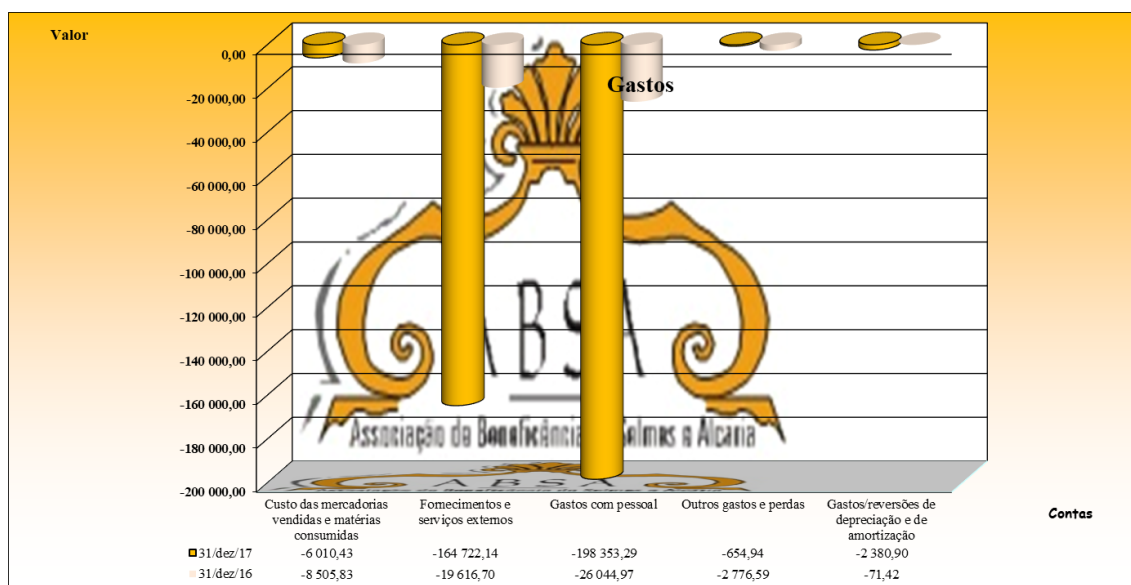 Valor
Gastos
0,00
-20 000,00
-40 000,00
-60 000,00
-80 000,00
-100 000,00
-120 000,00
-140 000,00
-160 000,00
-180 000,00
-200 000,00
A B S A
Associação de Beneficência de Salmas e Alcaria
A B S A
Custo das mercadorias vendidas e matérias consumidas
Fornecimentos e serviços externos
Gastos com pessoal
Outros gastos e perdas
Gastos/reversões de depreciação e de amortização
Contas
31/dez/17 -6 010,43 -164 722,14 -198 353,29 -654,94 -2 380,90
31/dez/16 -8 505,83 -19 616,70 -26 044,97 -2 776,59 -71,42